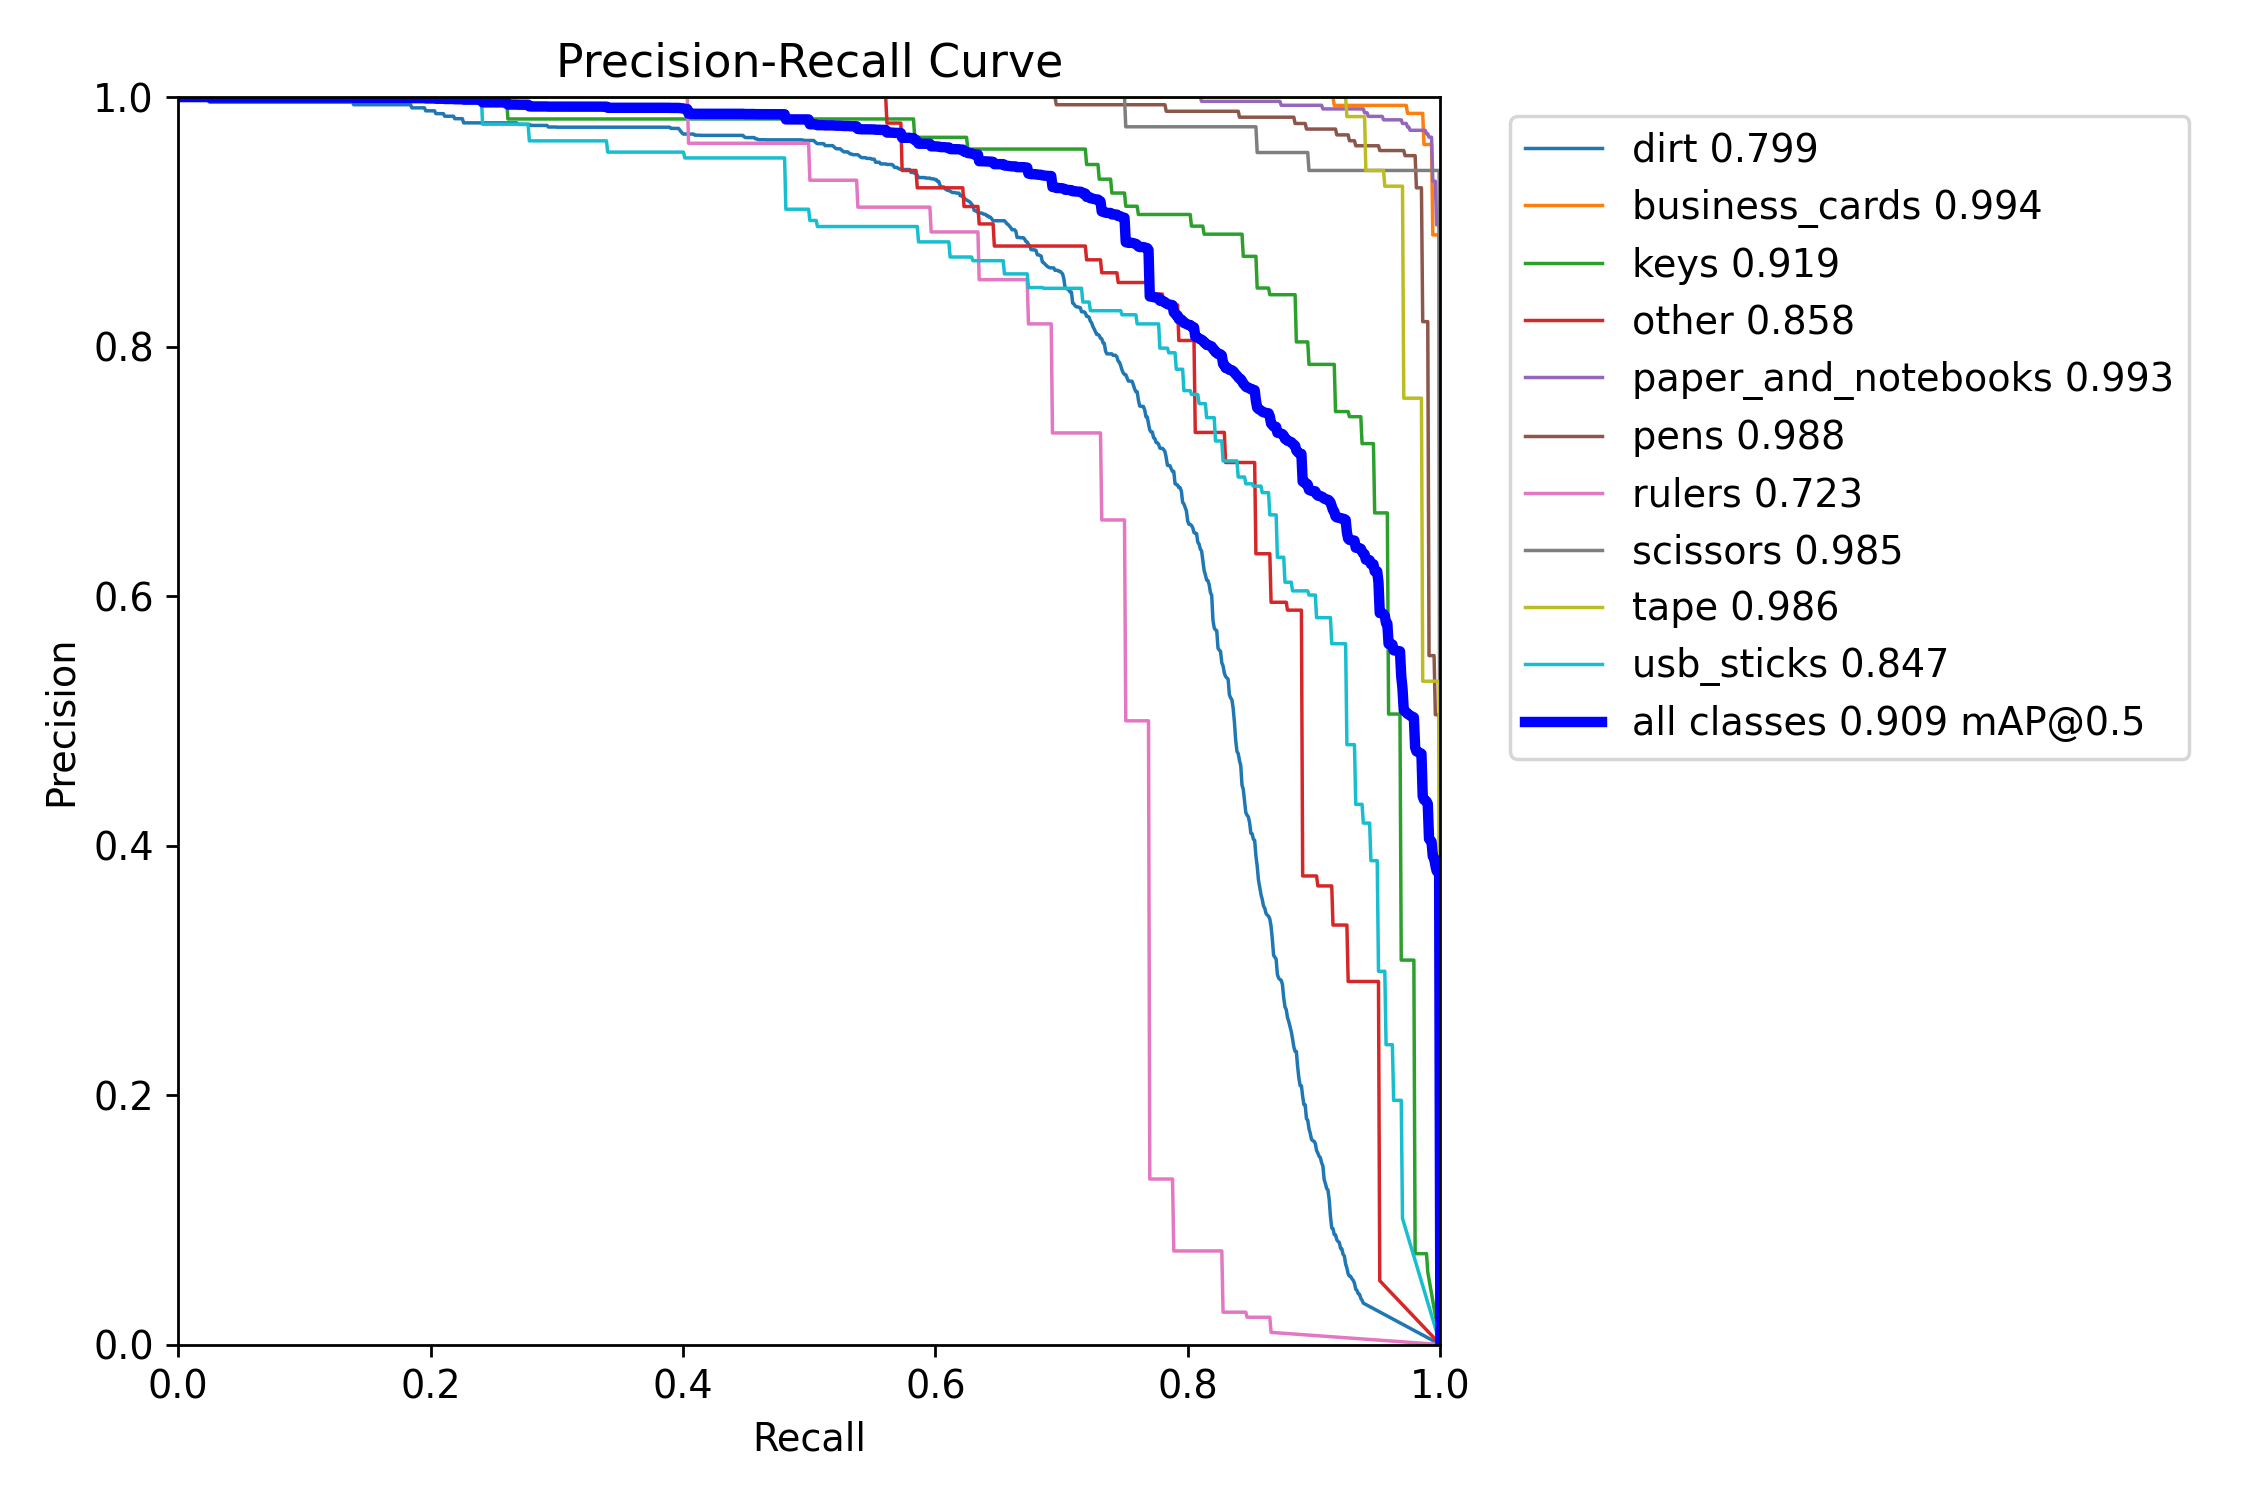 Precision-Recall Curve
1.0
0.8
0.6
0.4
0.2
0.0
Precision
0.0 0.2 0.4 0.6 0.8 1.0
Recall
dirt 0.799
business_cards 0.994
keys 0.919
other 0.858
paper_and_notebooks 0.993
pens 0.988
rulers 0.723
scissors 0.985
tape 0.986
usb_sticks 0.847
all classes 0.909 mAP@0.5